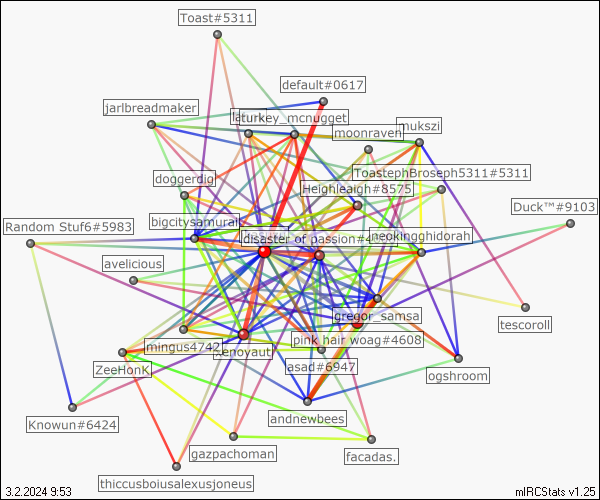 Toast#5311
default#0617
jarlbreadmaker
turkey_mcnugget
mukszi
moonraven
ToastephBroseph5311#5311
doggerdig
Heighleaigh#8575
Duck™#9103
bigcitysamurai
Random Stuf6#5983
disaster of passion#4
neokingghidorah
avelicious
gregor_samsa
tescoroll
pink hair woag#4608
mingus4742
xenoyaut
jasad#6947
ZeeHonK
ogshroom
andnewbees
Knowun#6424
gazpachoman
facadas.
thiccusboiusalexusjoneus
3.2.2024 9:53
mIRCStats v1.25